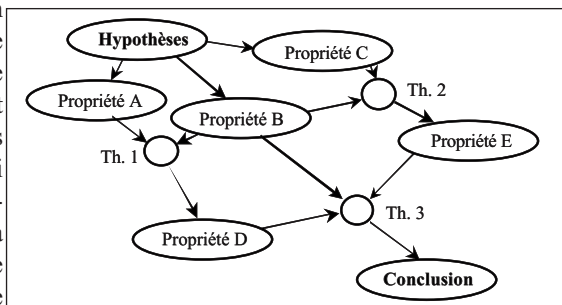 Hypothèses
Propriété C
Propriété A
Th. 2
Propriété B
Propriété E
Th. 1
Th. 3
Propriété D
Conclusion